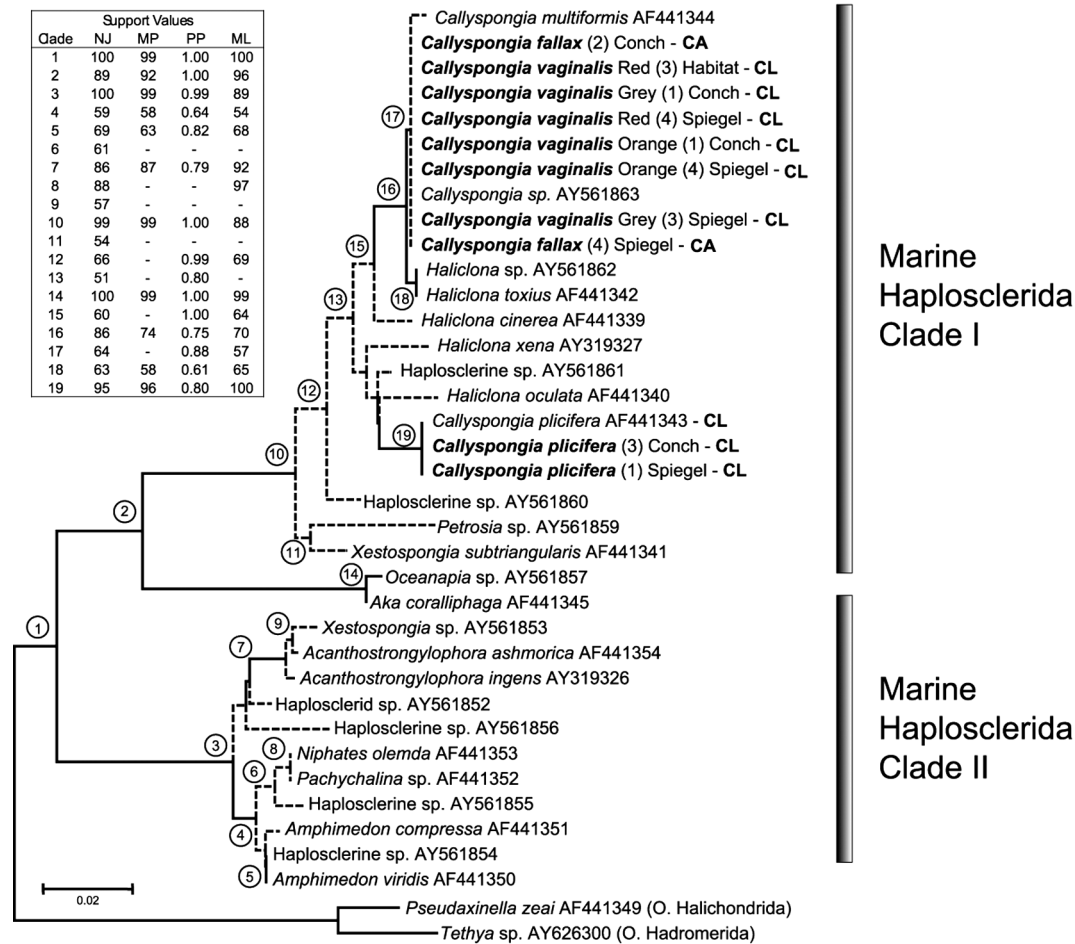 Support Values
Clade NJ MP PP ML
1 100 99 1.00 100
2 89 92 1.00 96
3 100 99 0.99 89
4 59 58 0.64 54
5 69 63 0.82 68
6 61 - - -
7 86 87 0.79 92
8 88 - - 97
9 57 - - -
10 99 99 1.00 88
11 54 - - -
12 66 - 0.99 69
13 51 - 0.80 -
14 100 99 1.00 99
15 60 - 1.00 64
16 86 74 0.75 70
17 64 - 0.88 57
18 63 58 0.61 65
19 95 96 0.80 100
Callyspongia multiformis AF441344
Callyspongia fallax (2) Conch - CA
Callyspongia vaginalis Red (3) Habitat - CL
Callyspongia vaginalis Grey (1) Conch - CL
17
Callyspongia vaginalis Red (4) Spiegel - CL
Callyspongia vaginalis Orange (1) Conch - CL
Callyspongia vaginalis Orange (4) Spiegel - CL
16
Callyspongia sp. AY561863
Callyspongia vaginalis Grey (3) Spiegel - CL
15
Callyspongia fallax (4) Spiegel - CA
Haliclona sp. AY561862
18
Haliclona toxius AF441342
13
Haliclona cinerea AF441339
Haliclona xena AY319327
Haplosclerine sp. AY561861
12
Haliclona oculata AF441340
Callyspongia plicifera AF441343 - CL
19
Callyspongia plicifera (3) Conch - CL
10
Callyspongia plicifera (1) Spiegel - CL
Haplosclerine sp. AY561860
2
Petrosia sp. AY561859
11
Xestospongia subtriangularis AF441341
14
Oceanapia sp. AY561857
Aka coralliphaga AF441345
1
9
Xestospongia sp. AY561853
7
Acanthostrongylophora ashmorica AF441354
Acanthostrongylophora ingens AY319326
Haplosclerid sp. AY561852
Haplosclerine sp. AY561856
3
8
Niphates olemda AF441353
6
Pachychalina sp. AF441352
Haplosclerine sp. AY561855
4
Amphimedon compressa AF441351
Haplosclerine sp. AY561854
5
Amphimedon viridis AF441350
0.02
Pseudaxinella zeai AF441349 (O. Halichondrida)
Tethya sp. AY626300 (O. Hadromerida)
Marine
Haplosclerida
Clade I
Marine
Haplosclerida
Clade II